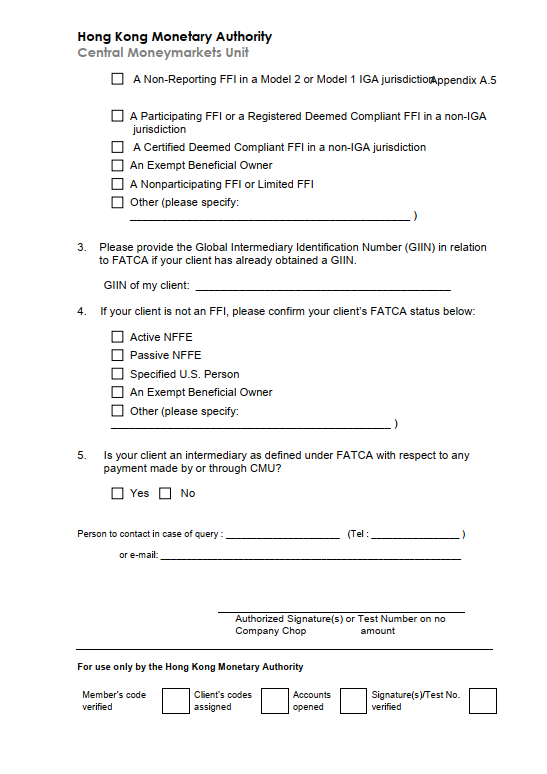 Hong Kong Monetary Authority
Central Moneymarkets Unit
A Non-Reporting FFI in a Model 2 or Model 1 IGA jurisdiction
Appendix A.5
A Participating FFI or a Registered Deemed Compliant FFI in a non-IGA
jurisdiction
A Certified Deemed Compliant FFI in a non-IGA jurisdiction
An Exempt Beneficial Owner
A Nonparticipating FFI or Limited FFI
Other (please specify:
______________________________________________ )
3. Please provide the Global Intermediary Identification Number (GIIN) in relation
to FATCA if your client has already obtained a GIIN.
GIIN of my client: __________________________________________
4. If your client is not an FFI, please confirm your client's FATCA status below:
Active NFFE
Passive NFFE
Specified U.S. Person
An Exempt Beneficial Owner
Other (please specify:
______________________________________________ )
5. Is your client an intermediary as defined under FATCA with respect to any
payment made by or through CMU?
Yes No
Person to contact in case of query : ______________________ (Tel : _________________ )
or e-mail: __________________________________________________________
Authorized Signature(s) or Test Number on no
Company Chop amount
For use only by the Hong Kong Monetary Authority
Member's code Client's codes Accounts Signature(s)/Test No.
verified assigned opened verified